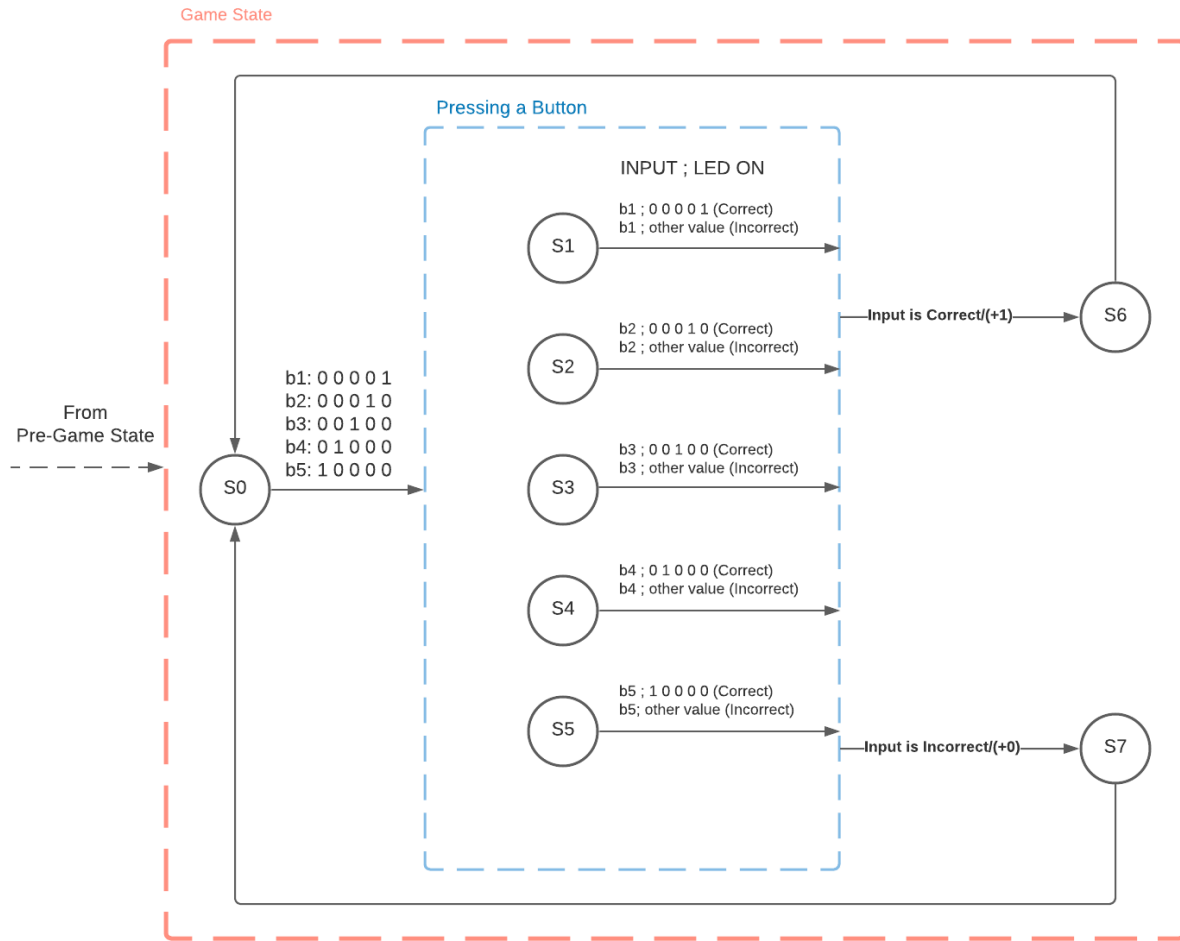 Game State
Pressing a Button
INPUT ; LED ON
b1 ; 0 0 0 0 1 (Correct)
b1 ; other value (Incorrect)
S1
b2 ; 0 0 0 1 0 (Correct)
b2 ; other value (Incorrect)
S2
b3 ; 0 0 1 0 0 (Correct)
b3 ; other value (Incorrect)
S3
b4 ; 0 1 0 0 0 (Correct)
b4 ; other value (Incorrect)
S4
b5 ; 1 0 0 0 0 (Correct)
b5; other value (Incorrect)
S5
Input is Correct/(+1)
S6
Input is Incorrect/(+0)
S7
b1: 0 0 0 0 1
b2: 0 0 0 1 0
b3: 0 0 1 0 0
b4: 0 1 0 0 0
b5: 1 0 0 0 0
S0
From
Pre-Game State